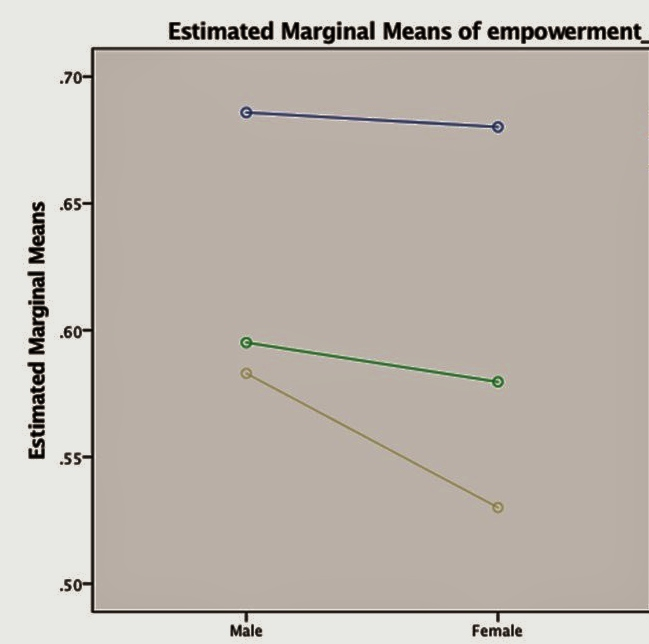 Estimated Marginal Means of empowerment_
Estimated Marginal Means
.70
.65
.60
.55
.50
Male Female